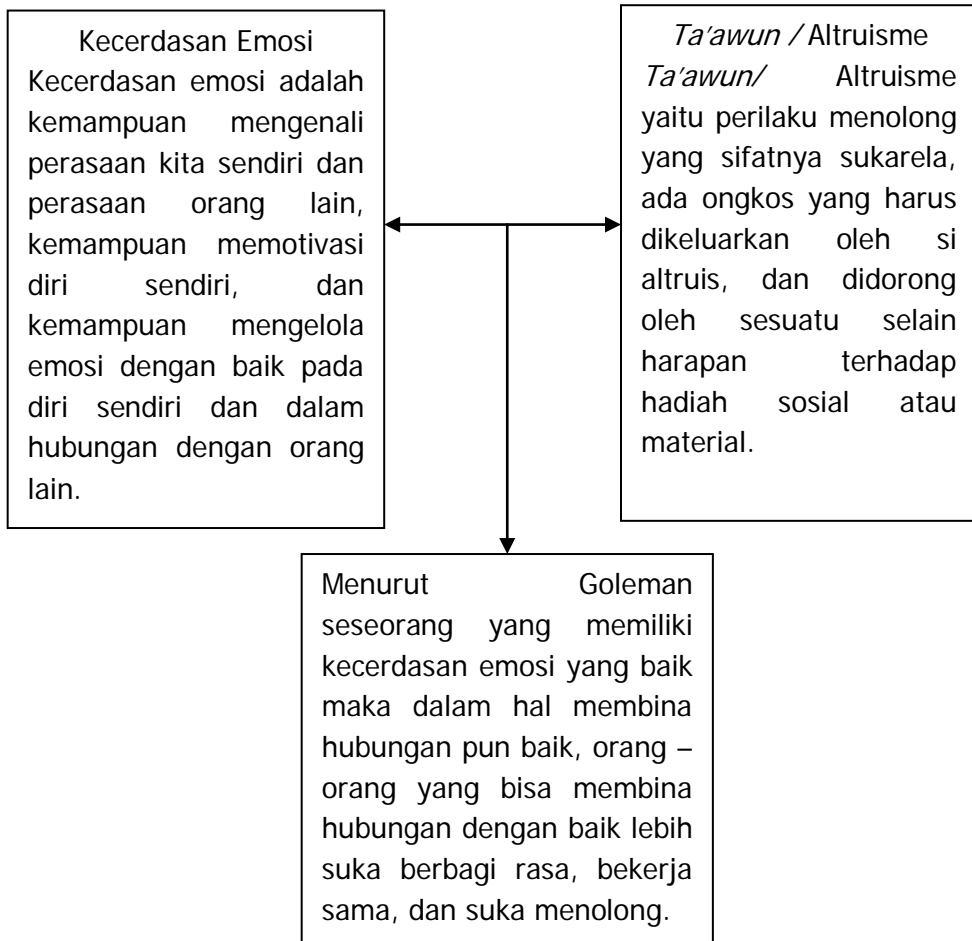 Kecerdasan Emosi
Kecerdasan emosi adalah
kemampuan mengenali
perasaan kita sendiri dan
perasaan orang lain,
kemampuan memotivasi
diri sendiri, dan
kemampuan mengelola
emosi dengan baik pada
diri sendiri dan dalam
hubungan dengan orang
lain.
Ta’awun / Altruisme
Ta’awun/ Altruisme
yaitu perilaku menolong
yang sifatnya sukarela,
ada ongkos yang harus
dikeluarkan oleh si
altruis, dan didorong
oleh sesuatu selain
harapan terhadap
hadiah sosial atau
material.
Menurut Goleman
seseorang yang memiliki
kecerdasan emosi yang baik
maka dalam hal membina
hubungan pun baik, orang –
orang yang bisa membina
hubungan dengan baik lebih
suka berbagi rasa, bekerja
sama, dan suka menolong.